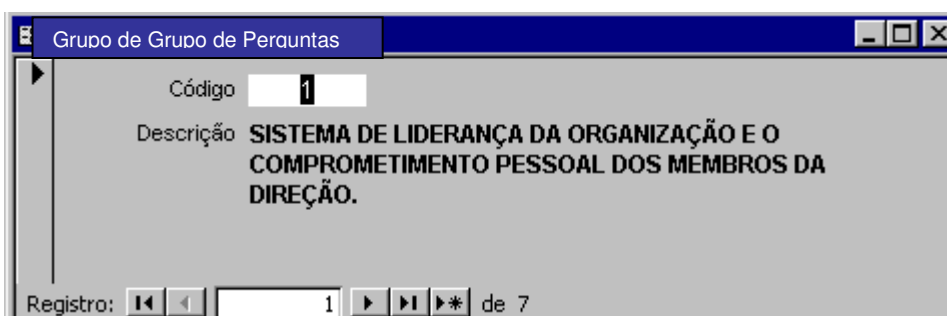 Grupo de Grupo de Perguntas
Código 1
Descrição SISTEMA DE LIDERANÇA DA ORGANIZAÇÃO E O
COMPROMETIMENTO PESSOAL DOS MEMBROS DA
DIREÇÃO.
Registro: 1 de 7